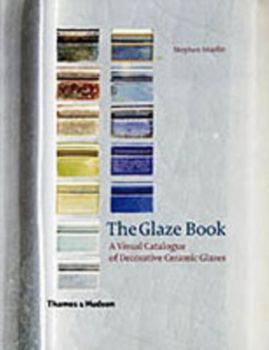 Stephen Murfitt
The Glaze Book
A Visual Catalogue
of Decorative Ceramic Glazes
Thames & Hudson